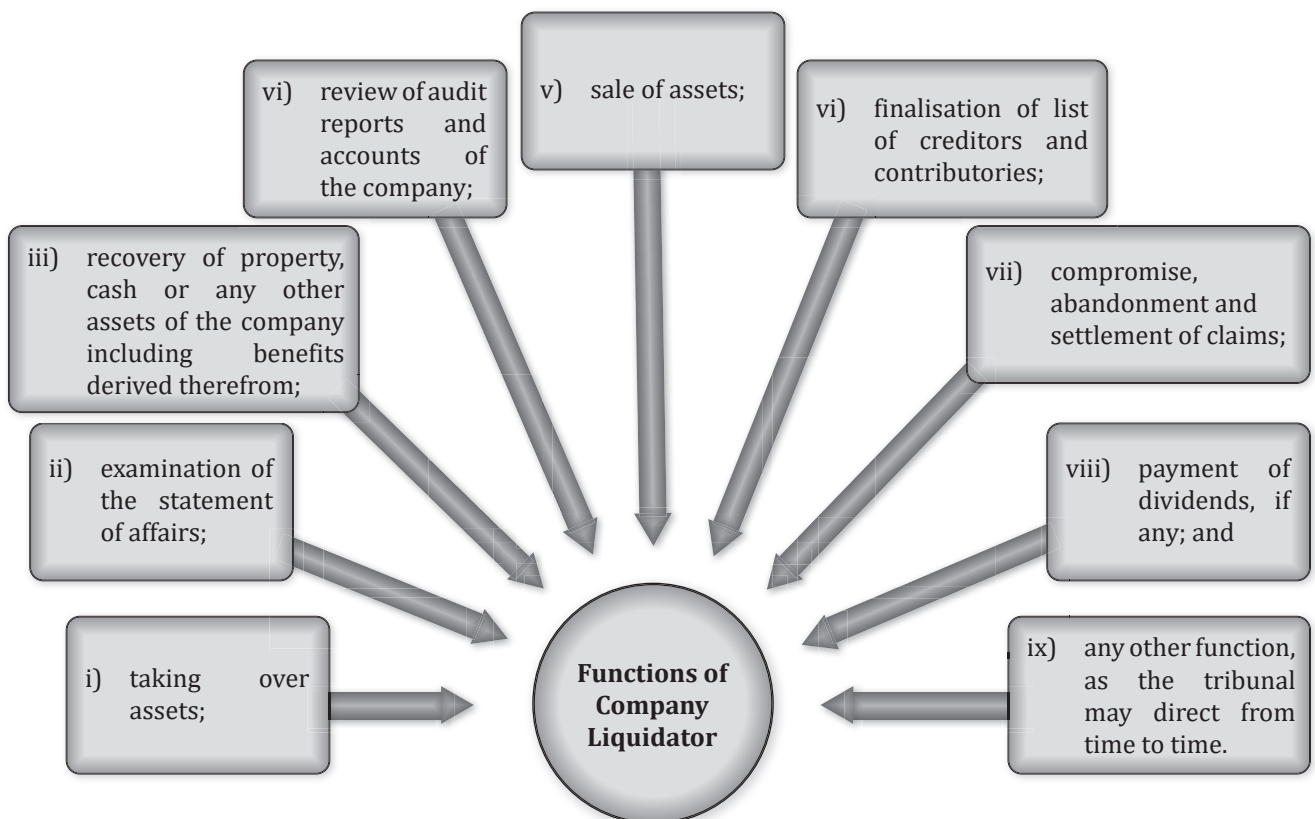 i) taking over
assets;
ii) examination of
the statement
of affairs;
iii) recovery of property,
cash or any other
assets of the company
including benefits
derived therefrom;
vi) review of audit
reports and
accounts of
the company;
v) sale of assets;
vi) finalisation of list
of creditors and
contributories;
vii) compromise,
abandonment and
settlement of claims;
viii) payment of
dividends, if
any; and
ix) any other function,
as the tribunal
may direct from
time to time.
Functions of
Company
Liquidator